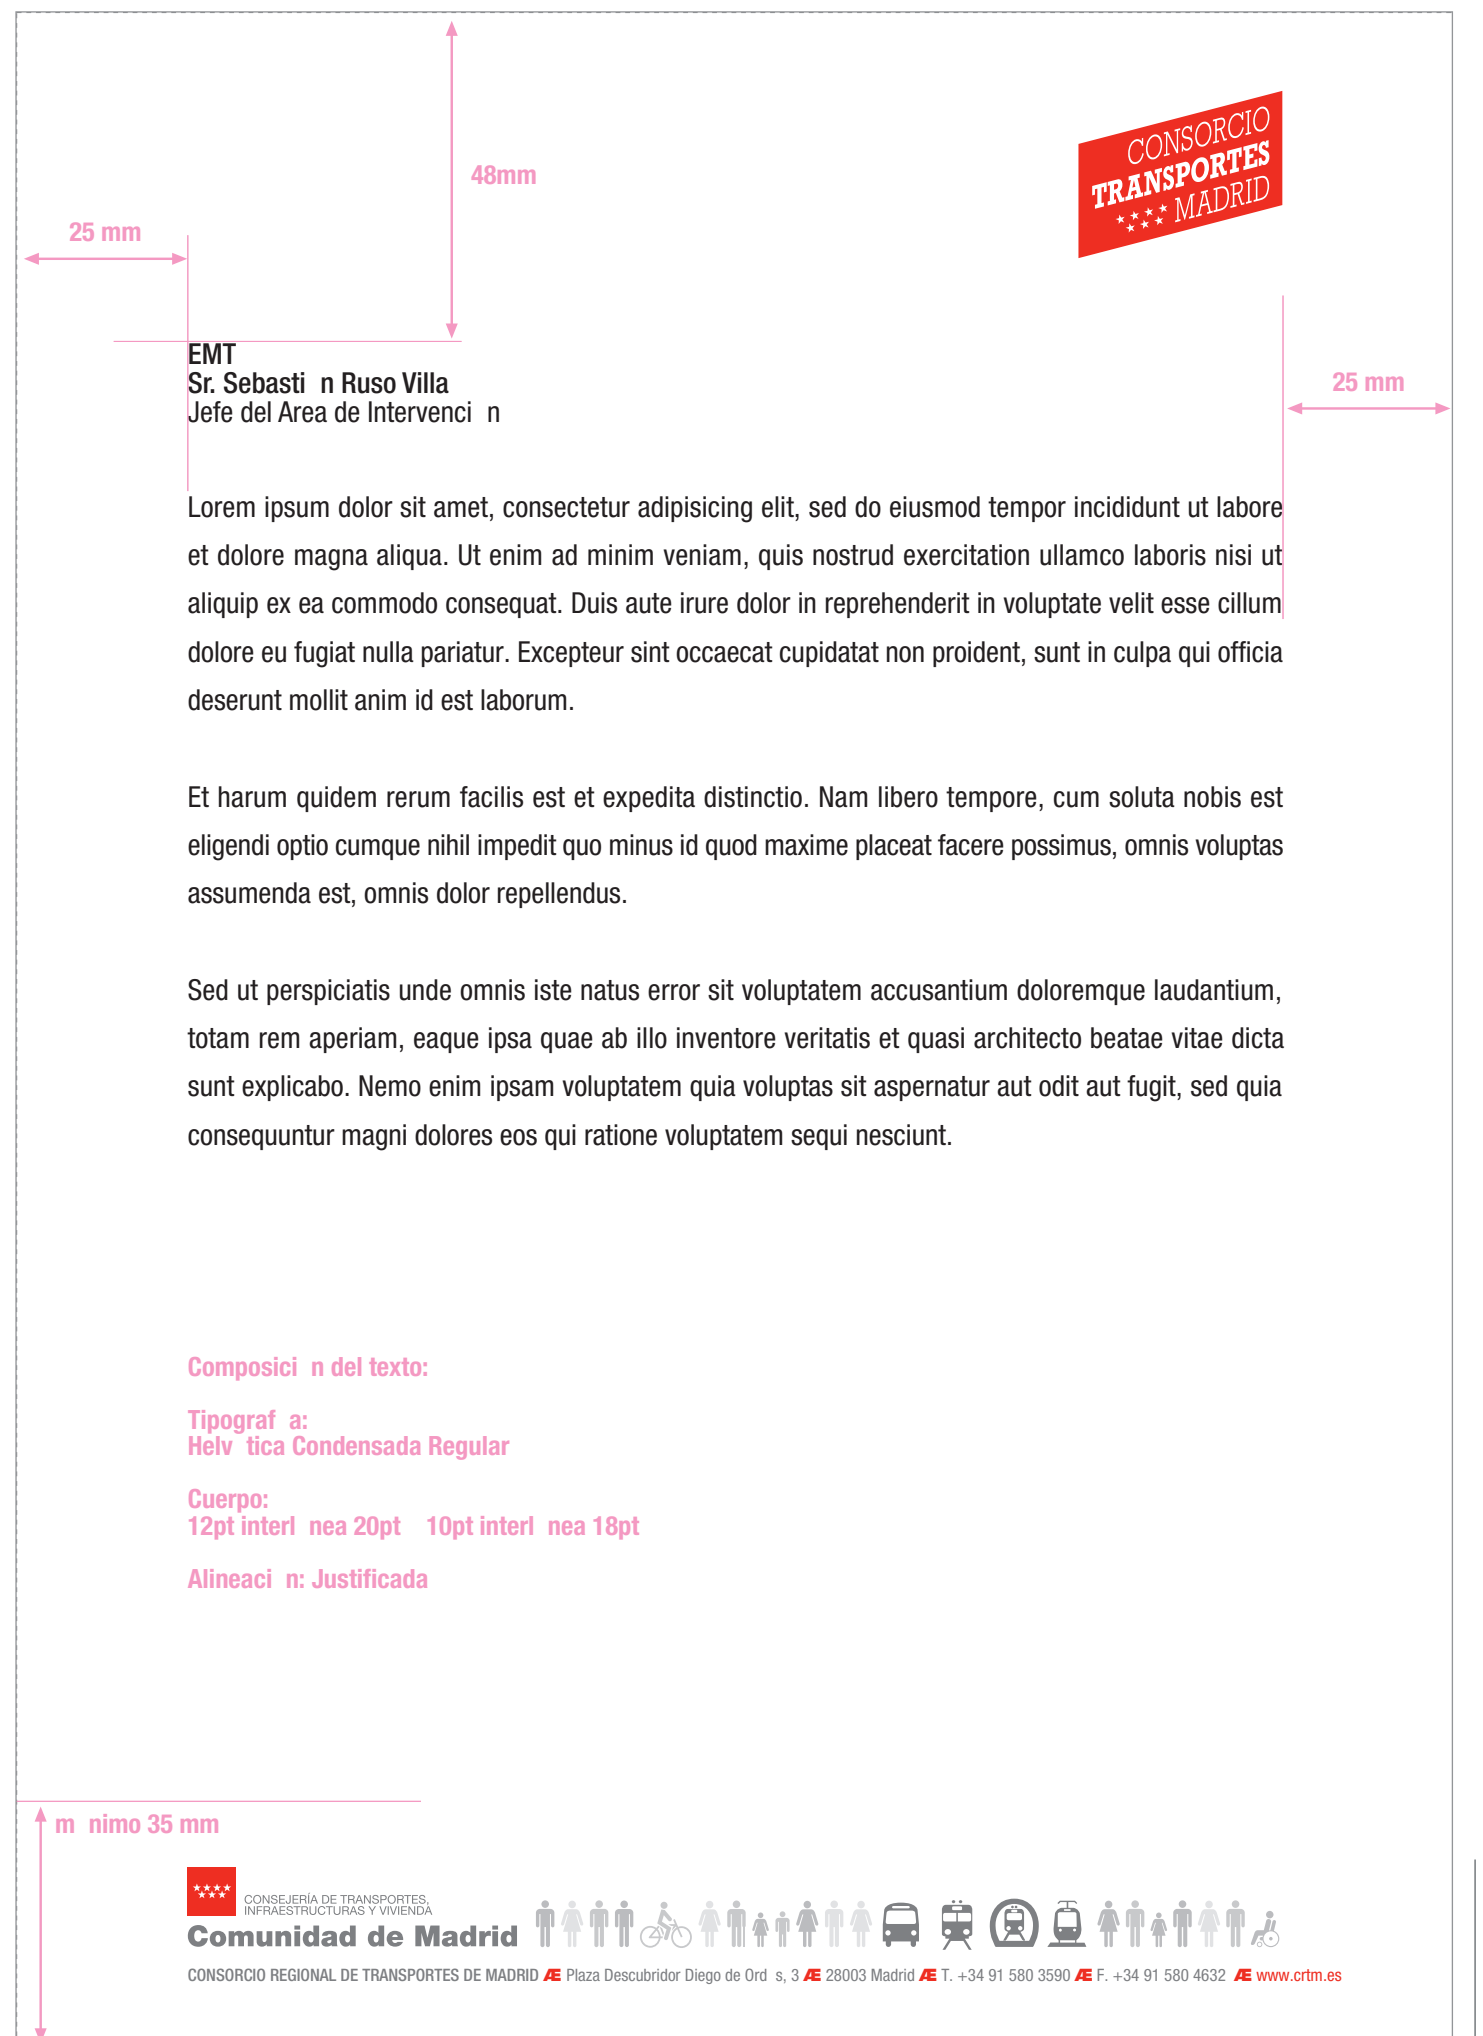 48mm
CONSORCIO
TRANSPORTES
MADRID
25 mm
EMT
Sr. Sebasti n Ruso Villa
Jefe del Area de Intervenci n
25 mm
Lorem ipsum dolor sit amet, consectetur adipisicing elit, sed do eiusmod tempor incididunt ut labore
et dolore magna aliqua. Ut enim ad minim veniam, quis nostrud exercitation ullamco laboris nisi ut
aliquip ex ea commodo consequat. Duis aute irure dolor in reprehenderit in voluptate velit esse cillum
dolore eu fugiat nulla pariatur. Excepteur sint occaecat cupidatat non proident, sunt in culpa qui officia
deserunt mollit anim id est laborum.
Et harum quidem rerum facilis est et expedita distinctio. Nam libero tempore, cum soluta nobis est
eligendi optio cumque nihil impedit quo minus id quod maxime placeat facere possimus, omnis voluptas
assumenda est, omnis dolor repellendus.
Sed ut perspiciatis unde omnis iste natus error sit voluptatem accusantium doloremque laudantium,
totam rem aperiam, eaque ipsa quae ab illo inventore veritatis et quasi architecto beatae vitae dicta
sunt explicabo. Nemo enim ipsam voluptatem quia voluptas sit aspernatur aut odit aut fugit, sed quia
consequuntur magni dolores eos qui ratione voluptatem sequi nesciunt.
Composici n del texto:
Tipograf a:
Helv tica Condensada Regular
Cuerpo:
12pt interl nea 20pt 10pt interl nea 18pt
Alineaci n: Justificada
m nimo 35 mm
CONSEJERÍA DE TRANSPORTES,
INFRAESTRUCTURAS Y VIVIENDA
Comunidad de Madrid
CONSORCIO REGIONAL DE TRANSPORTES DE MADRID Æ Plaza Descubridor Diego de Ord s, 3 Æ 28003 Madrid Æ T. +34 91 580 3590 Æ F. +34 91 580 4632 Æ www.crtm.es